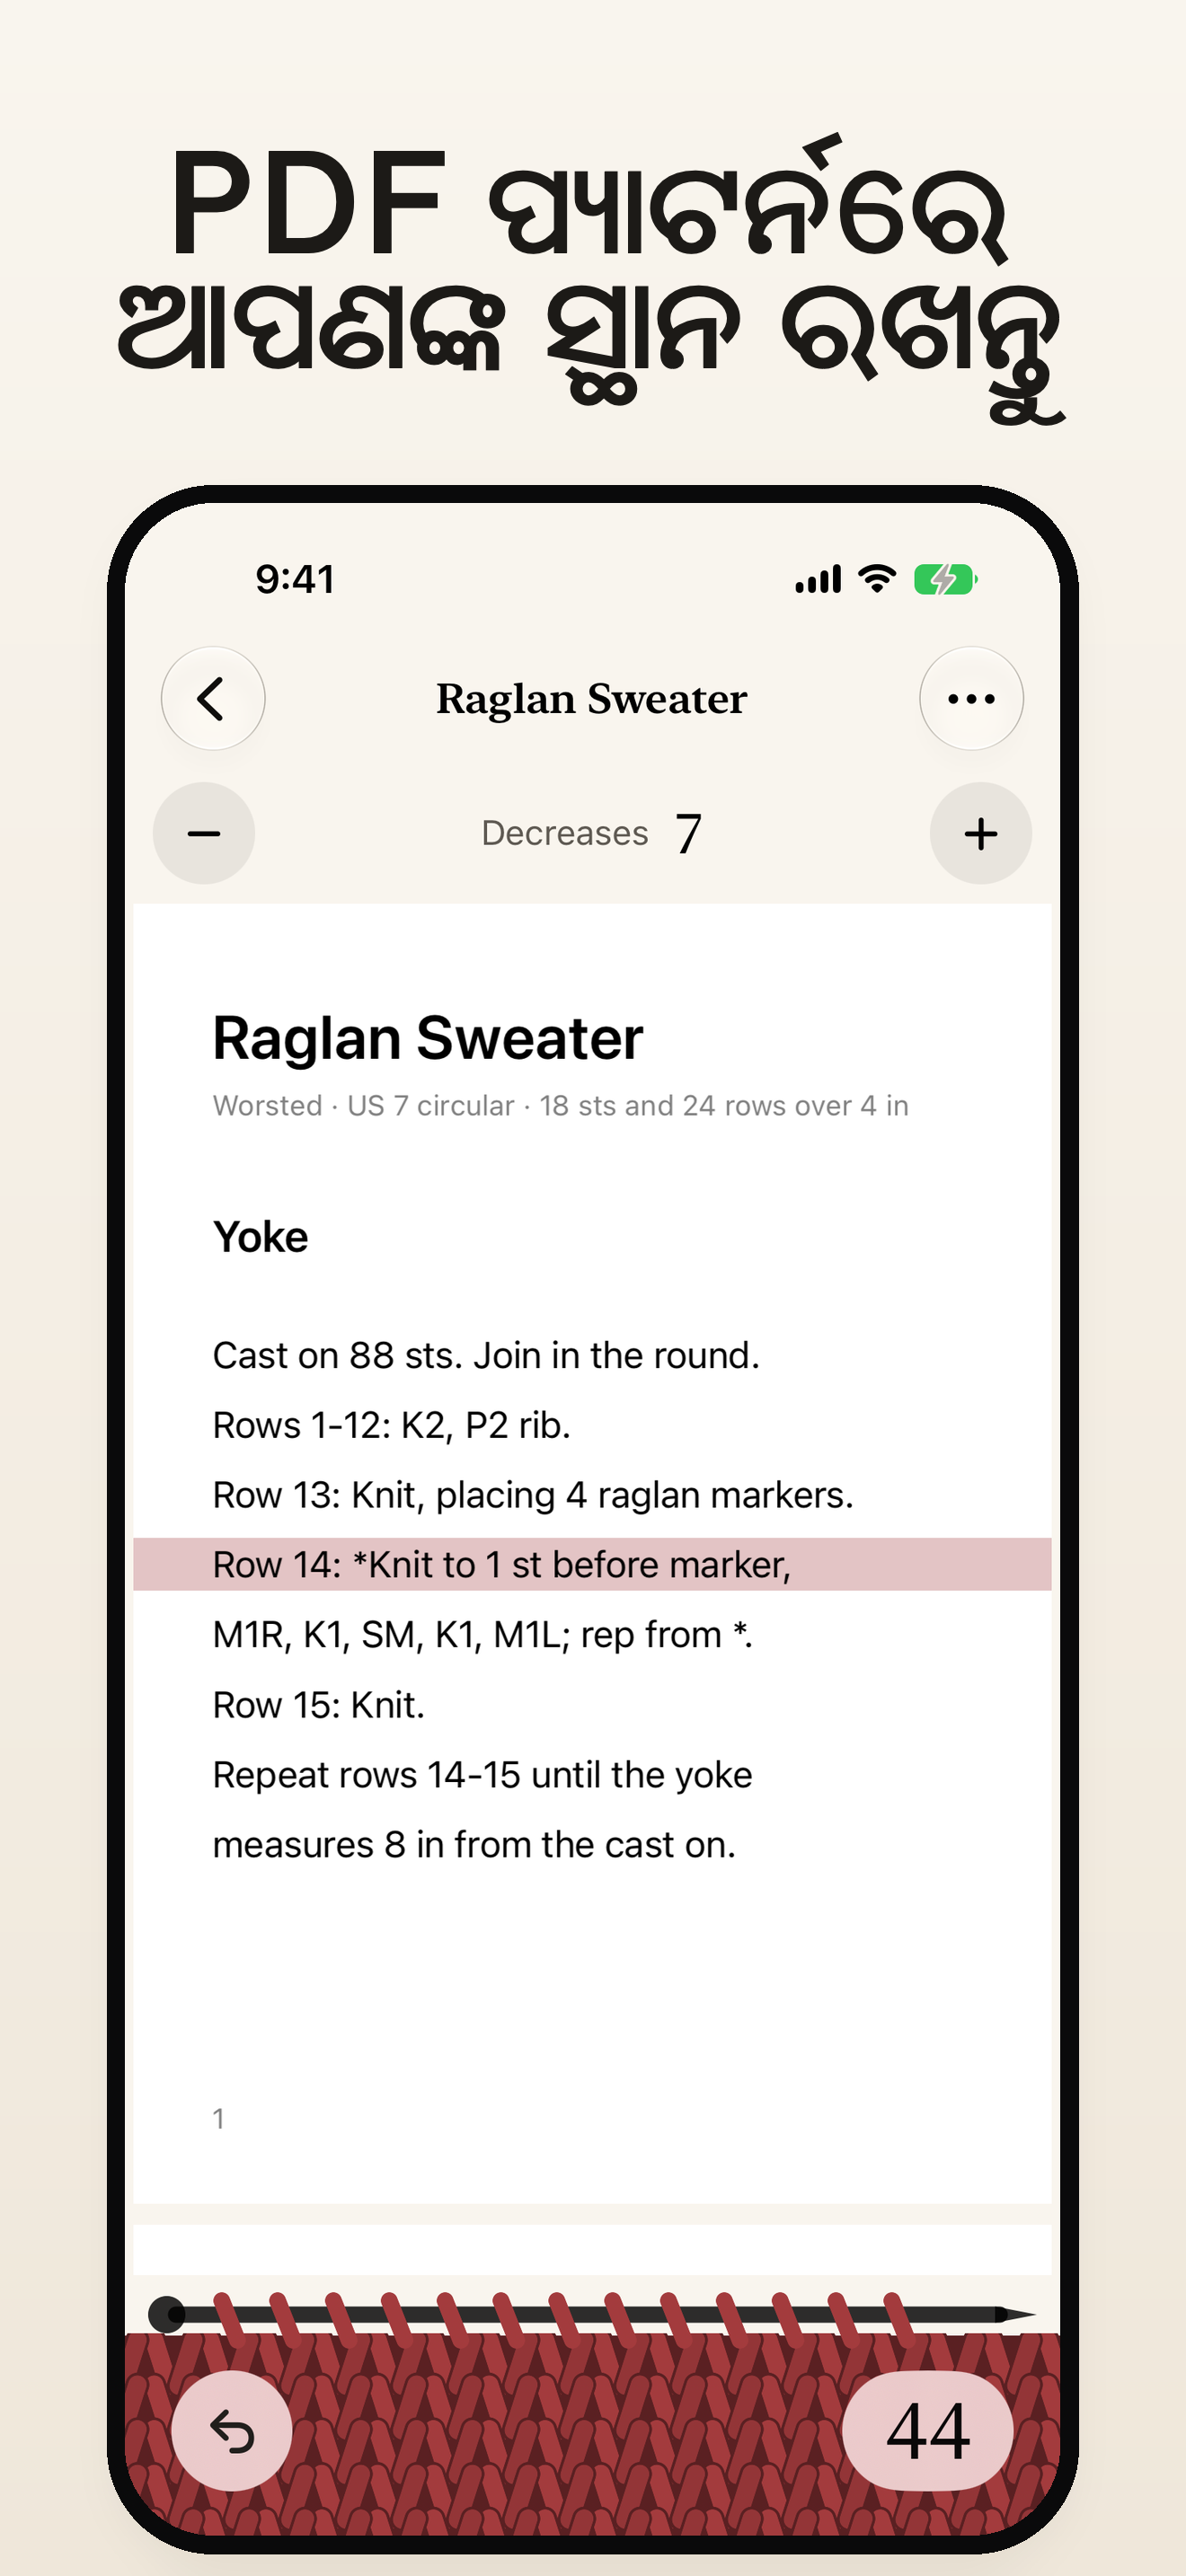 PDF ପ୍ୟାଟର୍ନରେ
ଆପଣଙ୍କ ସ୍ଥାନ ରଖନ୍ତୁ
9:41
Raglan Sweater
Decreases 7
Raglan Sweater
Worsted · US 7 circular · 18 sts and 24 rows over 4 in
Yoke
Cast on 88 sts. Join in the round.
Rows 1-12: K2, P2 rib.
Row 13: Knit, placing 4 raglan markers.
Row 14: *Knit to 1 st before marker,
M1R, K1, SM, K1, M1L; rep from *.
Row 15: Knit.
Repeat rows 14-15 until the yoke
measures 8 in from the cast on.
1
44